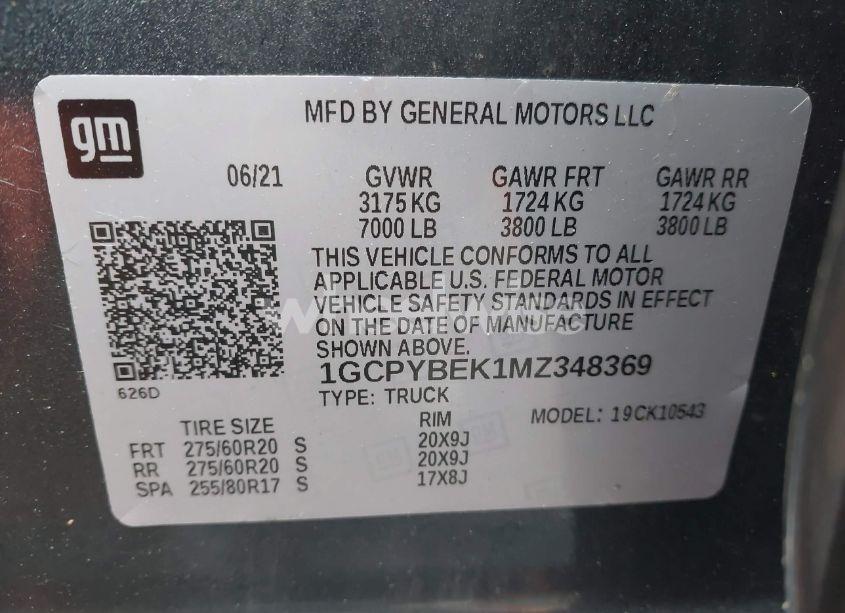 gm
MFD BY GENERAL MOTORS LLC
06/21 GVWR GAWR FRT GAWR RR
3175 KG 1724 KG 1724 KG
7000 LB 3800 LB 3800 LB
THIS VEHICLE CONFORMS TO ALL
APPLICABLE U.S. FEDERAL MOTOR
VEHICLE SAFETY STANDARDS IN EFFECT
ON THE DATE OF MANUFACTURE
SHOWN ABOVE.
1GCPYBEK1MZ348369
626D
TYPE: TRUCK
TIRE SIZE RIM MODEL: 19CK10543
FRT 275/60R20 S 20X9J
RR 275/60R20 S 20X9J
SPA 255/80R17 S 17X8J